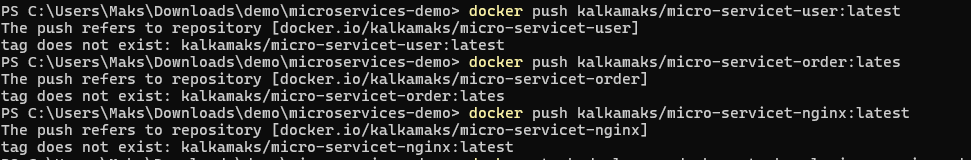 PS C:\Users\Maks\Downloads\demo\microservices-demo> docker push kalkamaks/micro-servicet-user:latest
The push refers to repository [docker.io/kalkamaks/micro-servicet-user]
tag does not exist: kalkamaks/micro-servicet-user:latest
PS C:\Users\Maks\Downloads\demo\microservices-demo> docker push kalkamaks/micro-servicet-order:lates
The push refers to repository [docker.io/kalkamaks/micro-servicet-order]
tag does not exist: kalkamaks/micro-servicet-order:lates
PS C:\Users\Maks\Downloads\demo\microservices-demo> docker push kalkamaks/micro-servicet-nginx:latest
The push refers to repository [docker.io/kalkamaks/micro-servicet-nginx]
tag does not exist: kalkamaks/micro-servicet-nginx:latest